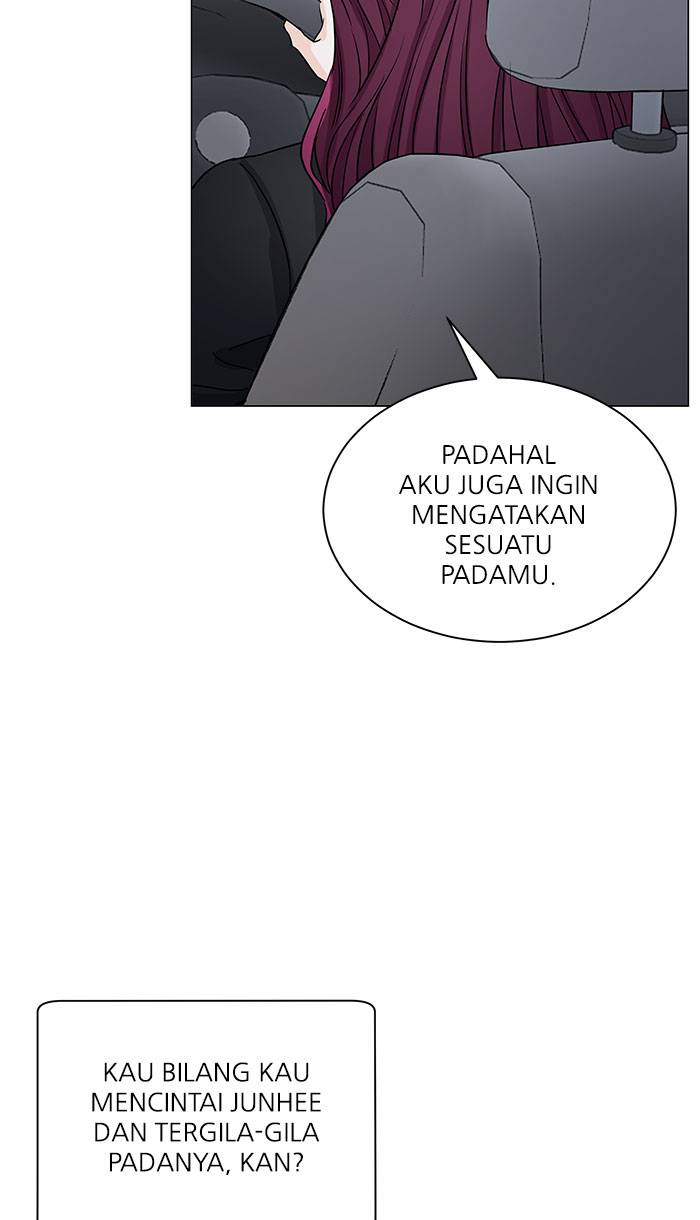 PADAHAL
AKU JUGA INGIN
MENGATAKAN
SESUATU
PADAMU.
KAU BILANG KAU
MENCINTAI JUNHEE
DAN TERGILA-GILA
PADANYA, KAN?